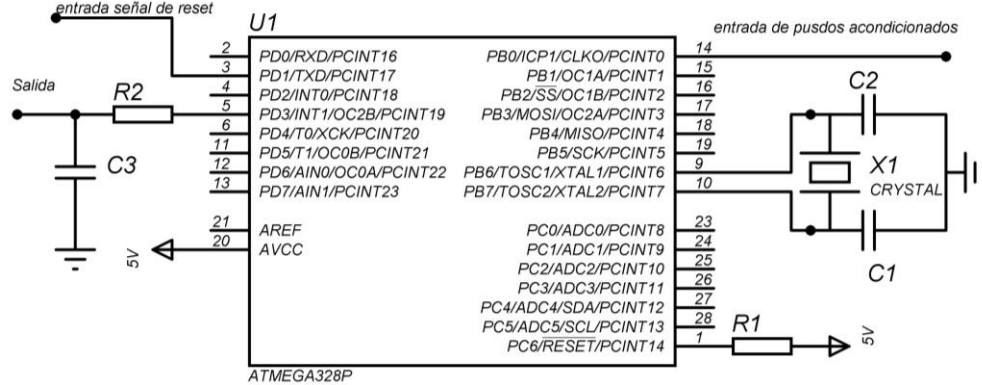 entrada señal de reset
U1
entrada de pusdos acondicionados
Salida
R2
C3
5V
2 PD0/RXD/PCINT16
3 PD1/TXD/PCINT17
4 PD2/INT0/PCINT18
5 PD3/INT1/OC2B/PCINT19
6 PD4/T0/XCK/PCINT20
11 PD5/T1/OC0B/PCINT21
12 PD6/AIN0/OC0A/PCINT22
13 PD7/AIN1/PCINT23
21 AREF
20 AVCC
PB0/ICP1/CLKO/PCINT0 14
PB1/OC1A/PCINT1 15
PB2/SS/OC1B/PCINT2 16
PB3/MOSI/OC2A/PCINT3 17
PB4/MISO/PCINT4 18
PB5/SCK/PCINT5 19
PB6/TOSC1/XTAL1/PCINT6 9
PB7/TOSC2/XTAL2/PCINT7 10
PC0/ADC0/PCINT8 23
PC1/ADC1/PCINT9 24
PC2/ADC2/PCINT10 25
PC3/ADC3/PCINT11 26
PC4/ADC4/SDA/PCINT12 27
PC5/ADC5/SCL/PCINT13 28
PC6/RESET/PCINT14 1
C2
X1
CRYSTAL
C1
R1
5V
ATMEGA328P